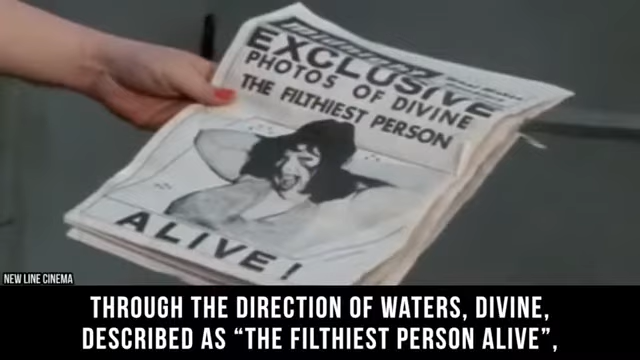 EXCLUSIVE
PHOTOS OF DIVINE
THE FILTHIEST PERSON
ALIVE!
NEW LINE CINEMA
THROUGH THE DIRECTION OF WATERS, DIVINE,
DESCRIBED AS “THE FILTHIEST PERSON ALIVE”,